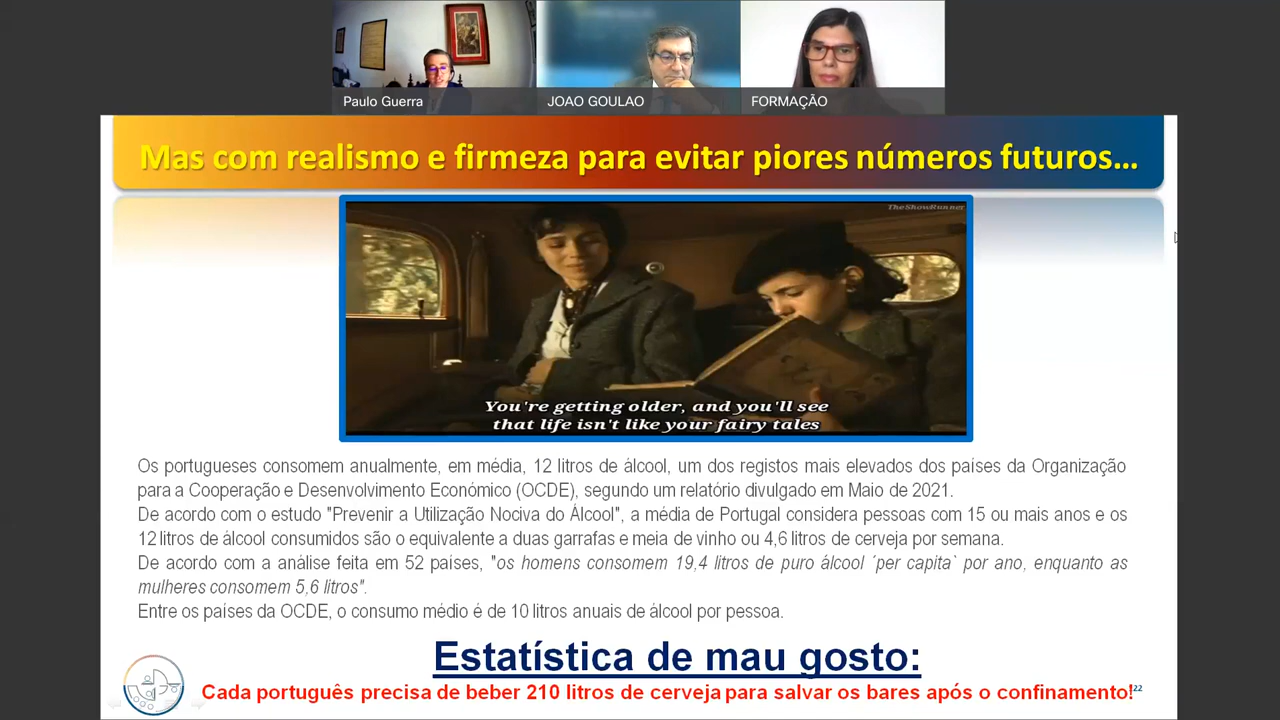 Paulo Guerra
JOAO GOULAO
FORMAÇÃO
Mas com realismo e firmeza para evitar piores números futuros...
TheShowRunner
You're getting older, and you'll see
that life isn't like your fairy tales
Os portugueses consomem anualmente, em média, 12 litros de álcool, um dos registos mais elevados dos países da Organização
para a Cooperação e Desenvolvimento Económico (OCDE), segundo um relatório divulgado em Maio de 2021.
De acordo com o estudo "Prevenir a Utilização Nociva do Álcool", a média de Portugal considera pessoas com 15 ou mais anos e os
12 litros de álcool consumidos são o equivalente a duas garrafas e meia de vinho ou 4,6 litros de cerveja por semana.
De acordo com a análise feita em 52 países, "os homens consomem 19,4 litros de puro álcool ´per capita` por ano, enquanto as
mulheres consomem 5,6 litros".
Entre os países da OCDE, o consumo médio é de 10 litros anuais de álcool por pessoa.
Estatística de mau gosto:
Cada português precisa de beber 210 litros de cerveja para salvar os bares após o confinamento!22